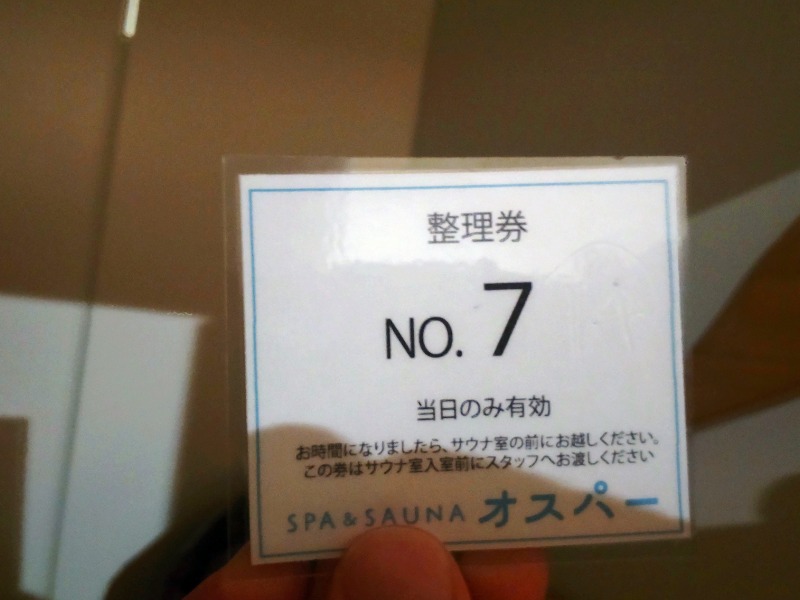 整理券
NO. 7
当日のみ有効
お時間になりましたら、サウナ室の前にお越しください。
この券はサウナ室入室前にスタッフへお渡しください
SPA & SAUNA オスパー